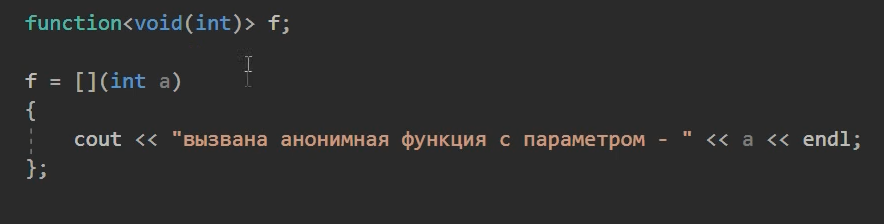 function<void(int)> f;
f = [](int a)
{
cout << "вызвана анонимная функция с параметром - " << a << endl;
};